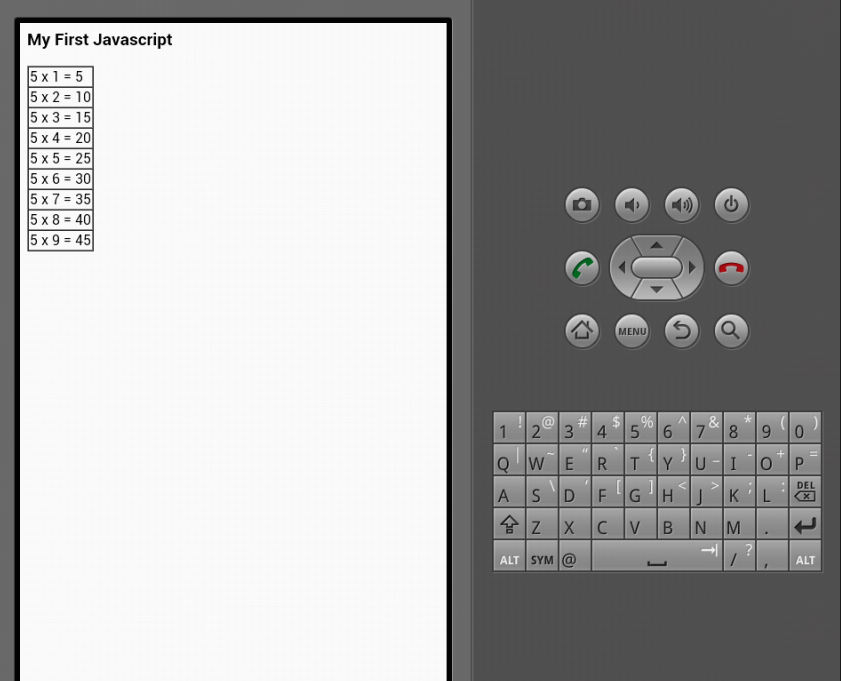 My First Javascript
5 x 1 = 5
5 x 2 = 10
5 x 3 = 15
5 x 4 = 20
5 x 5 = 25
5 x 6 = 30
5 x 7 = 35
5 x 8 = 40
5 x 9 = 45
MENU
1 ! 2 @ 3 # 4 $ 5 % 6 ^ 7 & 8 * 9 ( 0 )
Q | W ~ E “ R ` T { Y } U _ I - O + P =
A S \ D ‘ F [ G ] H < J > K ; L : DEL
Z X C V B N M .
ALT SYM @ / ? , ALT